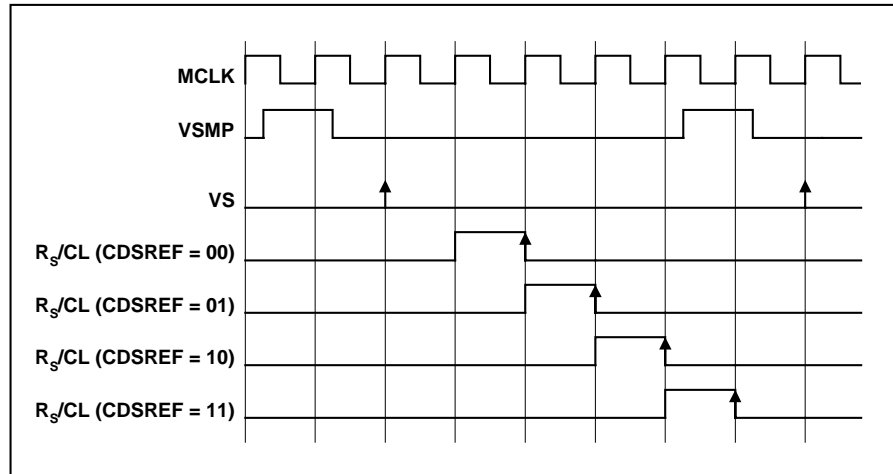 MCLK
VSMP
VS
RS/CL (CDSREF = 00)
RS/CL (CDSREF = 01)
RS/CL (CDSREF = 10)
RS/CL (CDSREF = 11)